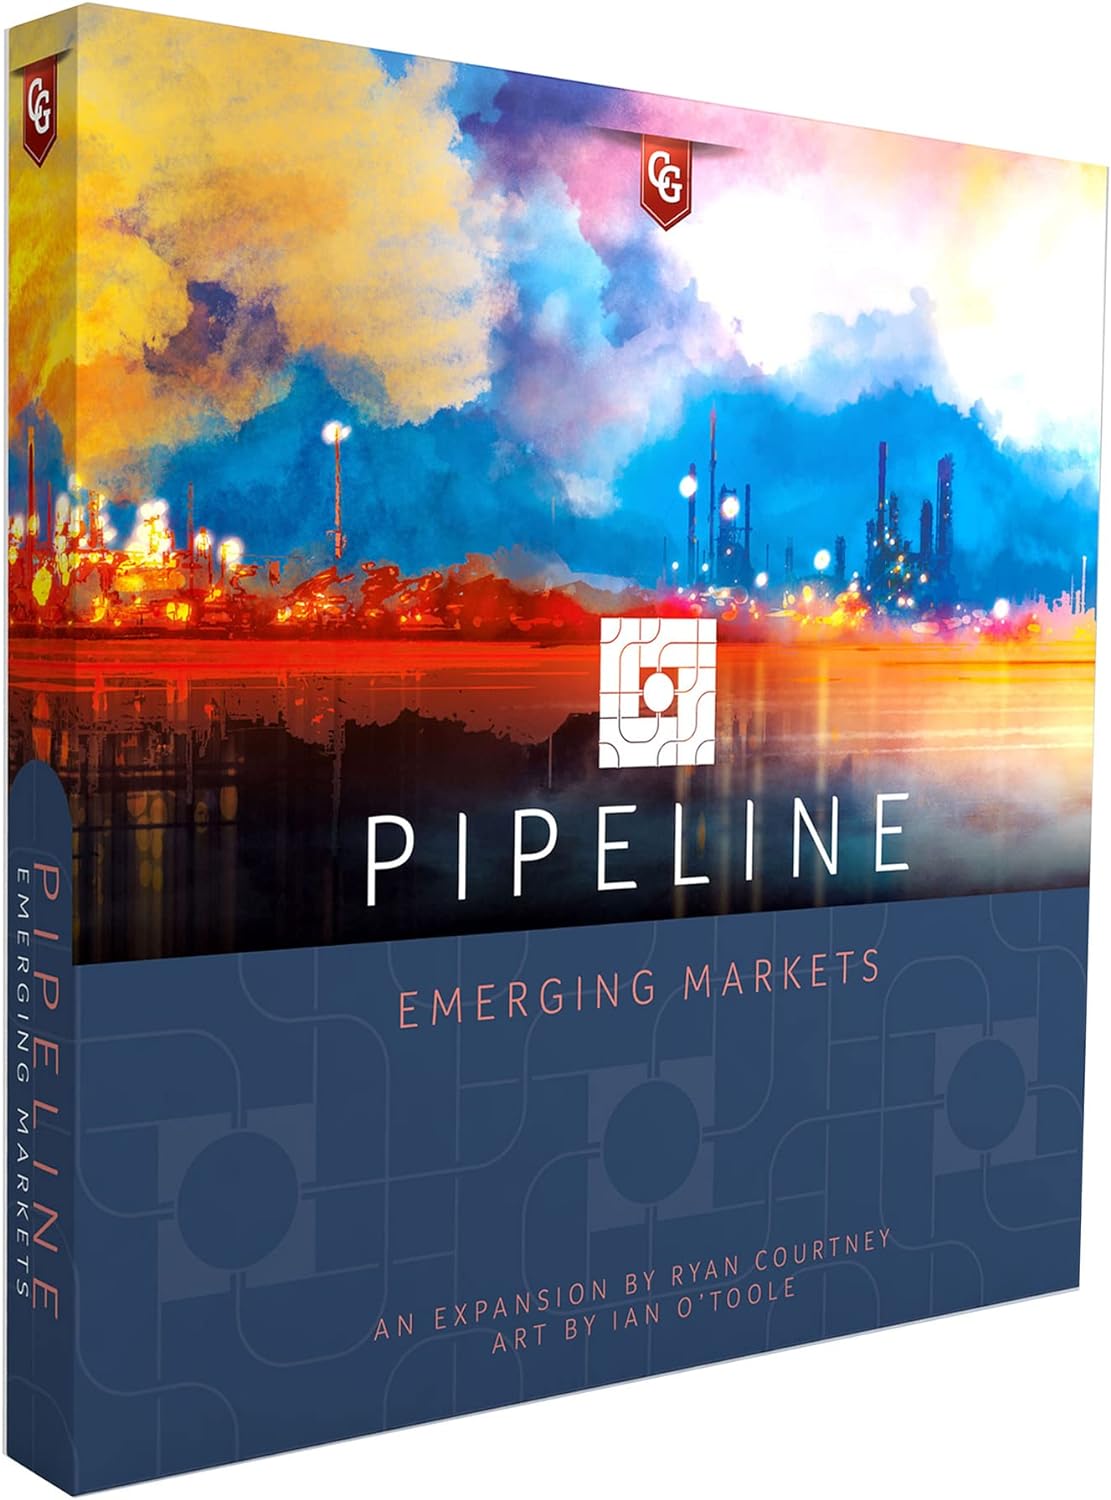 CG
CG
PIPELINE
EMERGING MARKETS
AN EXPANSION BY RYAN COURTNEY
ART BY IAN O'TOOLE
PIPELINE
EMERGING MARKETS